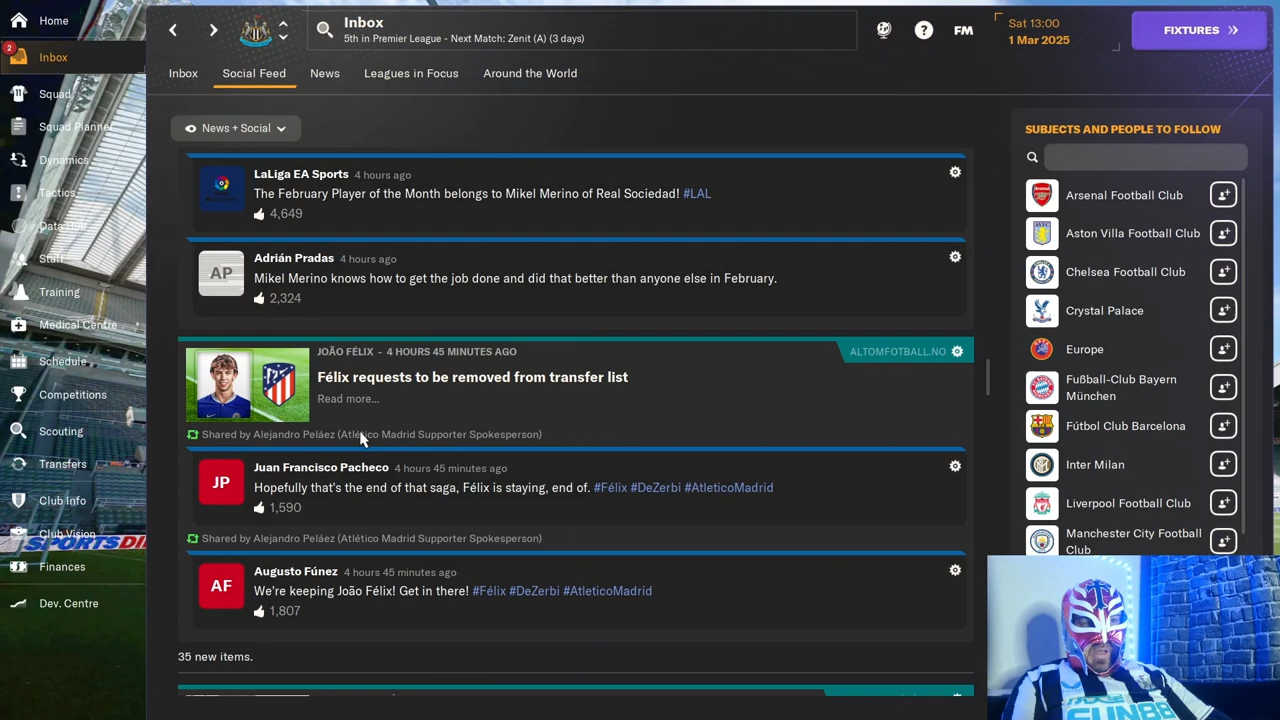 Home
2
Inbox
Squad
Squad Planner
Dynamics
Tactics
Data Hub
Staff
Training
Medical Centre
Schedule
Competitions
Scouting
Transfers
Club Info
Club Vision
Finances
Dev. Centre
Inbox
5th in Premier League - Next Match: Zenit (A) (3 days)
?
FM
Sat 13:00
1 Mar 2025
FIXTURES
Inbox
Social Feed
News
Leagues in Focus
Around the World
News + Social
LaLiga EA Sports 4 hours ago
The February Player of the Month belongs to Mikel Merino of Real Sociedad! #LAL
4,649
AP
Adrián Pradas 4 hours ago
Mikel Merino knows how to get the job done and did that better than anyone else in February.
2,324
JOÃO FÉLIX - 4 HOURS 45 MINUTES AGO
ALTOMFOTBALL.NO
Félix requests to be removed from transfer list
Read more...
Shared by Alejandro Peláez (Atlético Madrid Supporter Spokesperson)
JP
Juan Francisco Pacheco 4 hours 45 minutes ago
Hopefully that's the end of that saga, Félix is staying, end of. #Félix #DeZerbi #AtleticoMadrid
1,590
Shared by Alejandro Peláez (Atlético Madrid Supporter Spokesperson)
AF
Augusto Fúnez 4 hours 45 minutes ago
We're keeping João Félix! Get in there! #Félix #DeZerbi #AtleticoMadrid
1,807
35 new items.
SUBJECTS AND PEOPLE TO FOLLOW
Arsenal Football Club
Aston Villa Football Club
Chelsea Football Club
Crystal Palace
Europe
Fußball-Club Bayern
München
Fútbol Club Barcelona
Inter Milan
Liverpool Football Club
Manchester City Football
Club
SPORTS DI
FUN88